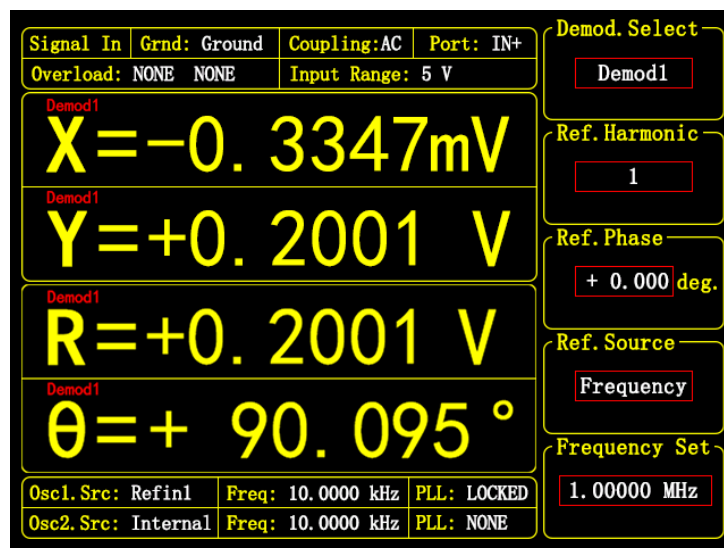 Signal In Grnd: Ground Coupling:AC Port: IN+
Overload: NONE NONE Input Range: 5 V
Demod1
X=-0.3347mV
Demod1
Y=+0.2001 V
Demod1
R=+0.2001 V
Demod1
θ=+ 90.095°
Osc1.Src: Refin1 Freq: 10.0000 kHz PLL: LOCKED
Osc2.Src: Internal Freq: 10.0000 kHz PLL: NONE
Demod.Select
Demod1
Ref.Harmonic
1
Ref.Phase
+ 0.000 deg.
Ref.Source
Frequency
Frequency Set
1.00000 MHz